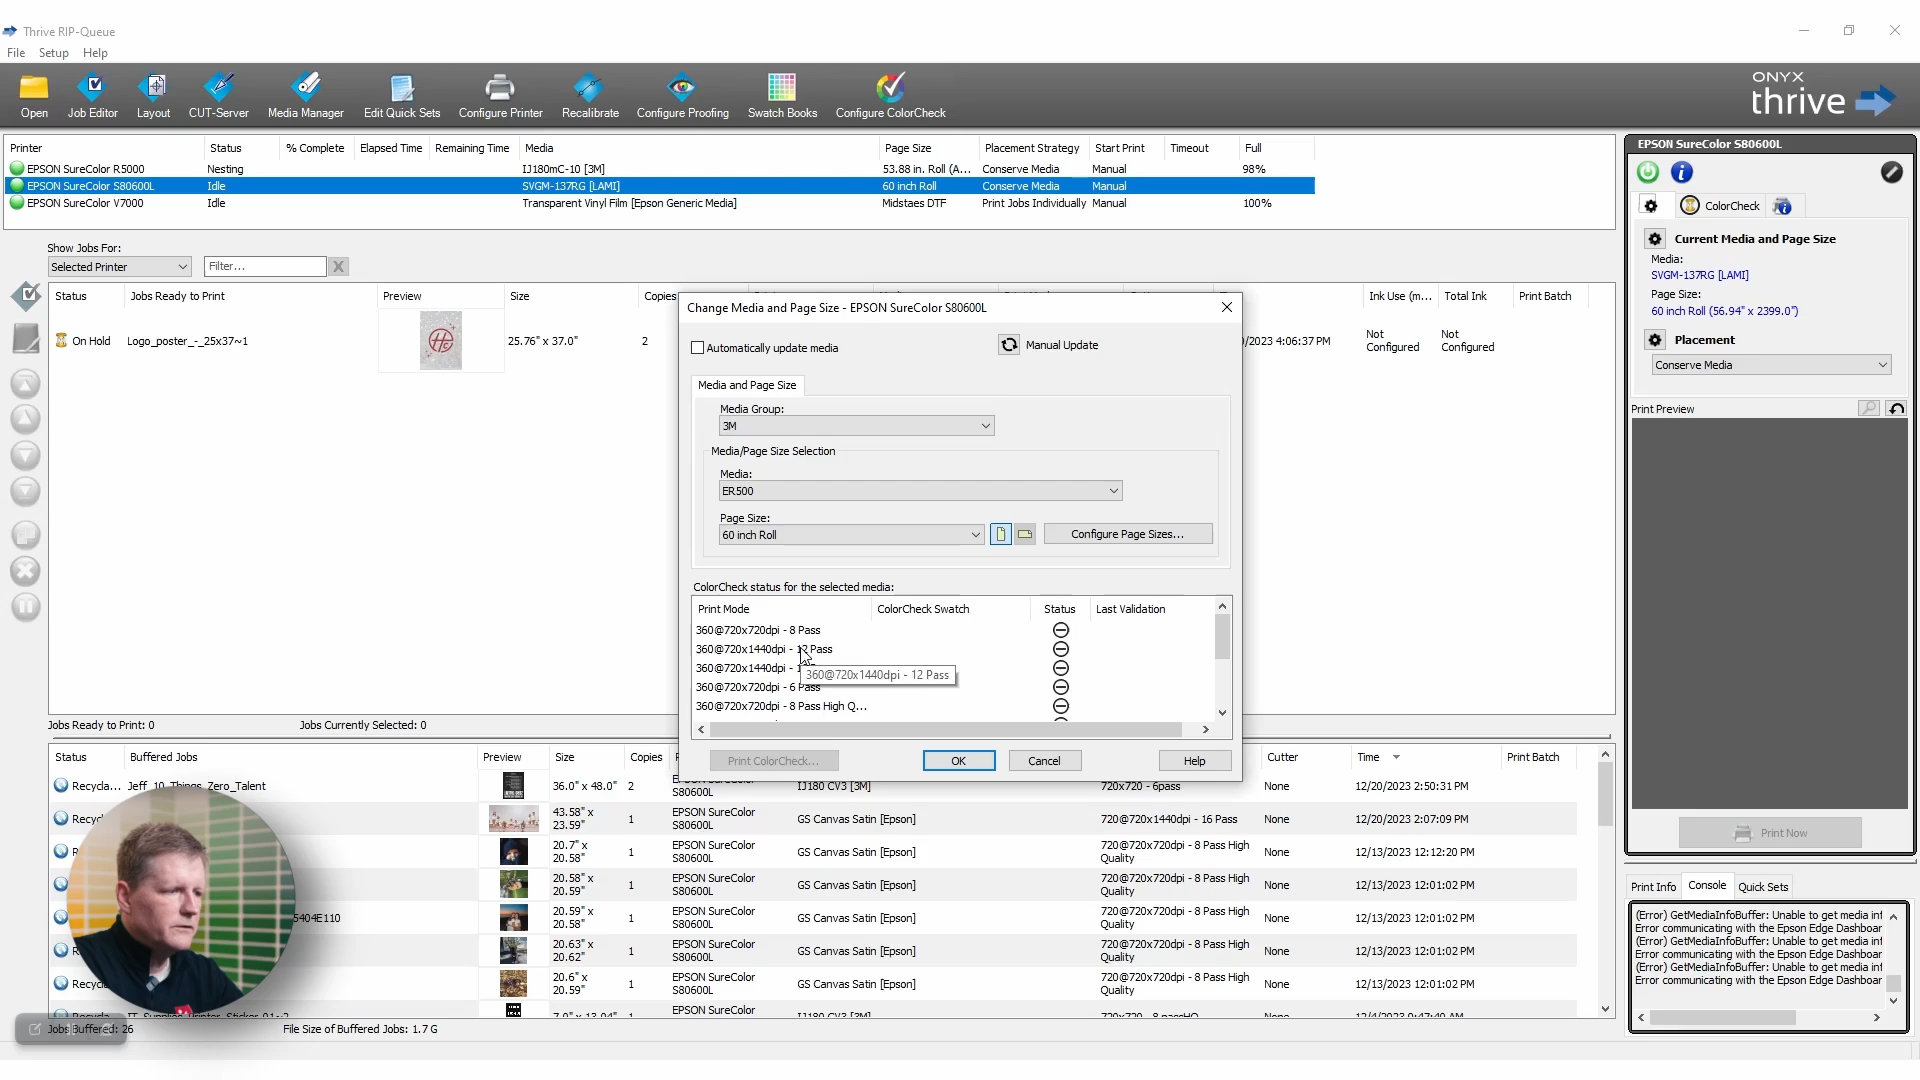 Thrive RIP-Queue
File Setup Help
Open Job Editor Layout CUT-Server Media Manager Edit Quick Sets Configure Printer Recalibrate Configure Proofing Swatch Books Configure ColorCheck
ONYX
thrive
Printer Status % Complete Elapsed Time Remaining Time Media Page Size Placement Strategy Start Print Timeout Full
EPSON SureColor R5000 Nesting IJ180mC-10 [3M] 53.88 in. Roll (A... Conserve Media Manual 98%
EPSON SureColor S80600L Idle SVGM-137RG [LAMI] 60 inch Roll Conserve Media Manual
EPSON SureColor V7000 Idle Transparent Vinyl Film [Epson Generic Media] Midstaes DTF Print Jobs Individually Manual 100%
EPSON SureColor S80600L
ColorCheck
Current Media and Page Size
Media:
SVGM-137RG [LAMI]
Page Size:
60 inch Roll (56.94" x 2399.0")
Placement
Conserve Media
Print Preview
Print Now
Show Jobs For:
Selected Printer Filter... X
Status Jobs Ready to Print Preview Size Copies Ink Use (m... Total Ink Print Batch
On Hold Logo_poster_-_25x37~1 25.76" x 37.0" 2 /2023 4:06:37 PM Not Configured Not Configured
Change Media and Page Size - EPSON SureColor S80600L
Automatically update media Manual Update
Media and Page Size
Media Group:
3M
Media/Page Size Selection
Media:
ER500
Page Size:
60 inch Roll Configure Page Sizes...
ColorCheck status for the selected media:
Print Mode ColorCheck Swatch Status Last Validation
360@720x720dpi - 8 Pass
360@720x1440dpi - 12 Pass
360@720x1440dpi -
360@720x1440dpi - 12 Pass
360@720x720dpi - 6 Pass
360@720x720dpi - 8 Pass High Q...
Print ColorCheck... OK Cancel Help
Jobs Ready to Print: 0 Jobs Currently Selected: 0
Status Buffered Jobs Preview Size Copies Cutter Time Print Batch
Recycla... Jeff_10_Things_Zero_Talent 36.0" x 48.0" 2 S80600L IJ180 CV3 [3M] 720x720 - 6pass None 12/20/2023 2:50:31 PM
43.58" x 23.59" 1 EPSON SureColor S80600L GS Canvas Satin [Epson] 720@720x1440dpi - 16 Pass None 12/20/2023 2:07:09 PM
20.7" x 20.58" 1 EPSON SureColor S80600L GS Canvas Satin [Epson] 720@720x720dpi - 8 Pass High Quality None 12/13/2023 12:12:20 PM
20.58" x 20.59" 1 EPSON SureColor S80600L GS Canvas Satin [Epson] 720@720x720dpi - 8 Pass High Quality None 12/13/2023 12:01:02 PM
5404E110 20.59" x 20.59" 1 EPSON SureColor S80600L GS Canvas Satin [Epson] 720@720x720dpi - 8 Pass High Quality None 12/13/2023 12:01:02 PM
20.63" x 20.62" 1 EPSON SureColor S80600L GS Canvas Satin [Epson] 720@720x720dpi - 8 Pass High Quality None 12/13/2023 12:01:02 PM
20.6" x 20.59" 1 EPSON SureColor S80600L GS Canvas Satin [Epson] 720@720x720dpi - 8 Pass High Quality None 12/13/2023 12:01:02 PM
EPSON SureColor
Jobs Buffered: 26 File Size of Buffered Jobs: 1.7 G
Print Info Console Quick Sets
(Error) GetMediaInfoBuffer: Unable to get media inf
Error communicating with the Epson Edge Dashboar
(Error) GetMediaInfoBuffer: Unable to get media inf
Error communicating with the Epson Edge Dashboar
(Error) GetMediaInfoBuffer: Unable to get media inf
Error communicating with the Epson Edge Dashboar